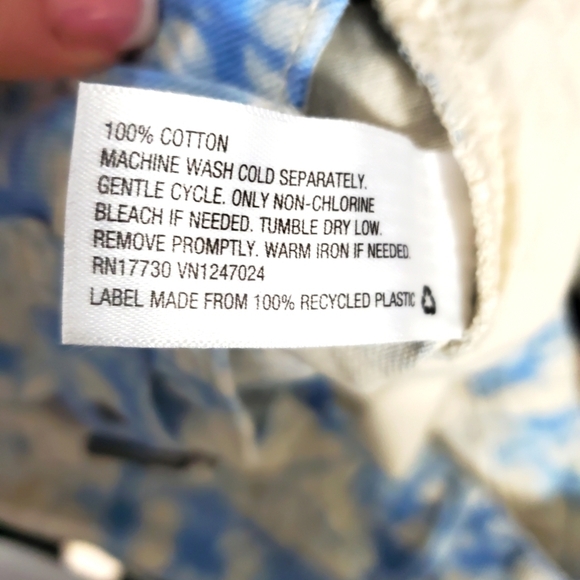 100% COTTON
MACHINE WASH COLD SEPARATELY.
GENTLE CYCLE. ONLY NON-CHLORINE
BLEACH IF NEEDED. TUMBLE DRY LOW.
REMOVE PROMPTLY. WARM IRON IF NEEDED.
RN17730 VN1247024
LABEL MADE FROM 100% RECYCLED PLASTIC